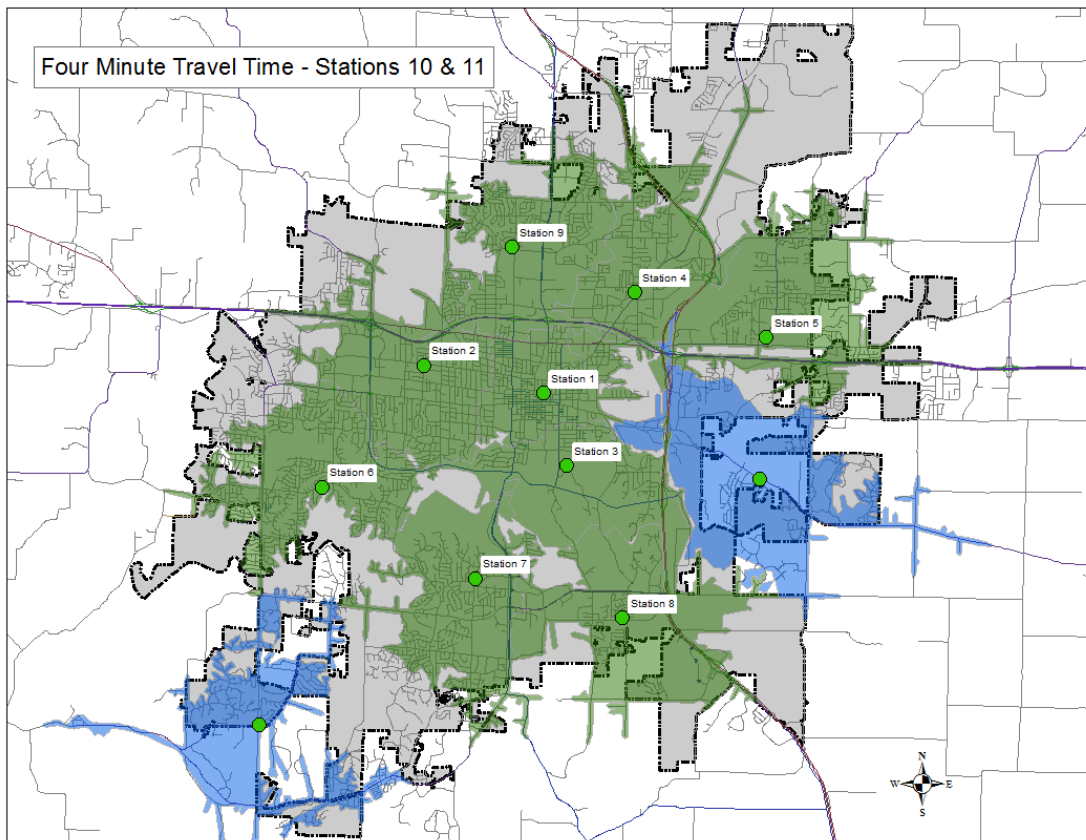 Four Minute Travel Time - Stations 10 & 11
Station 9
Station 4
Station 5
Station 2
Station 1
Station 3
Station 6
Station 7
Station 8
N
W E
S